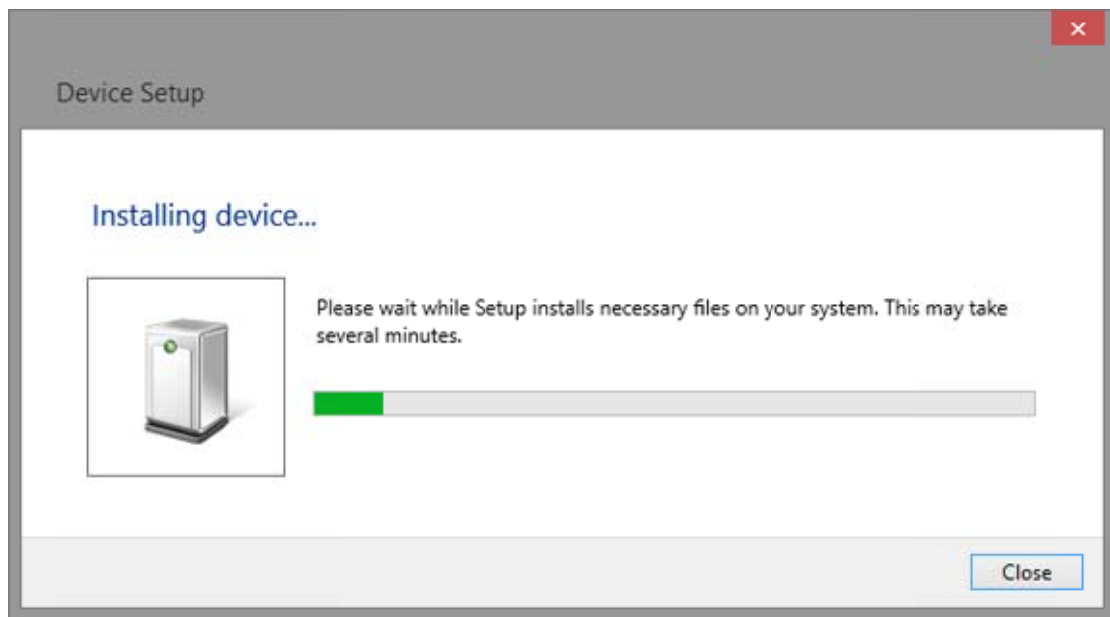 Device Setup
Installing device...
Please wait while Setup installs necessary files on your system. This may take
several minutes.
Close